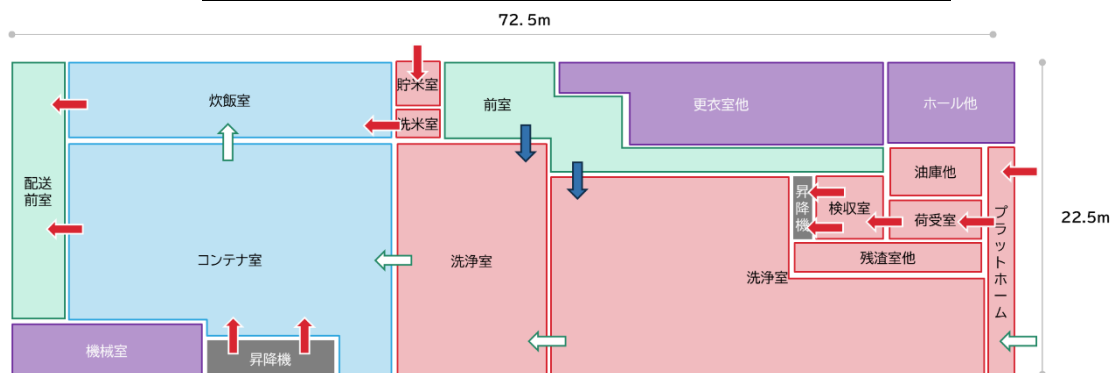 72.5m
貯米室
炊飯室
前室
更衣室他
ホール他
洗米室
油庫他
配送
前室
昇降機
検収室
荷受室
プラットホーム
22.5m
コンテナ室
洗浄室
洗浄室
残渣室他
機械室
昇降機